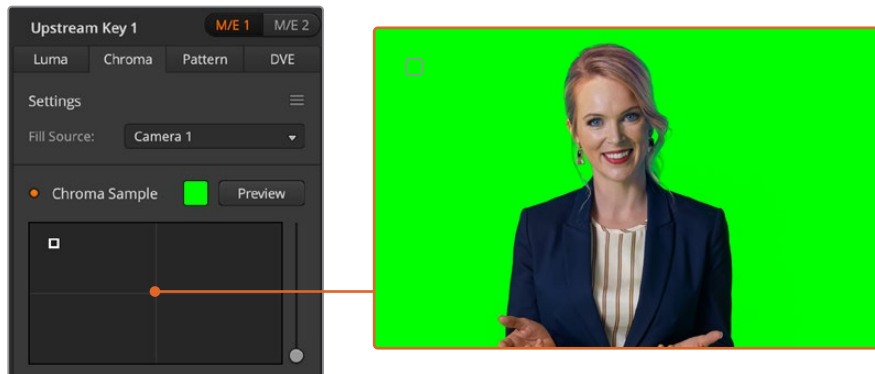 Upstream Key 1
M/E 1
M/E 2
Luma
Chroma
Pattern
DVE
Settings
Fill Source:
Camera 1
Chroma Sample
Preview